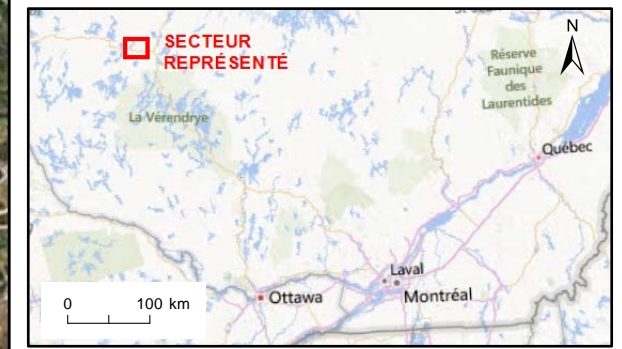 N
SECTEUR
REPRÉSENTÉ
Réserve
Faunique
des
Laurentides
La Vérendrye
Québec
Laval
Montréal
Ottawa
0 100 km